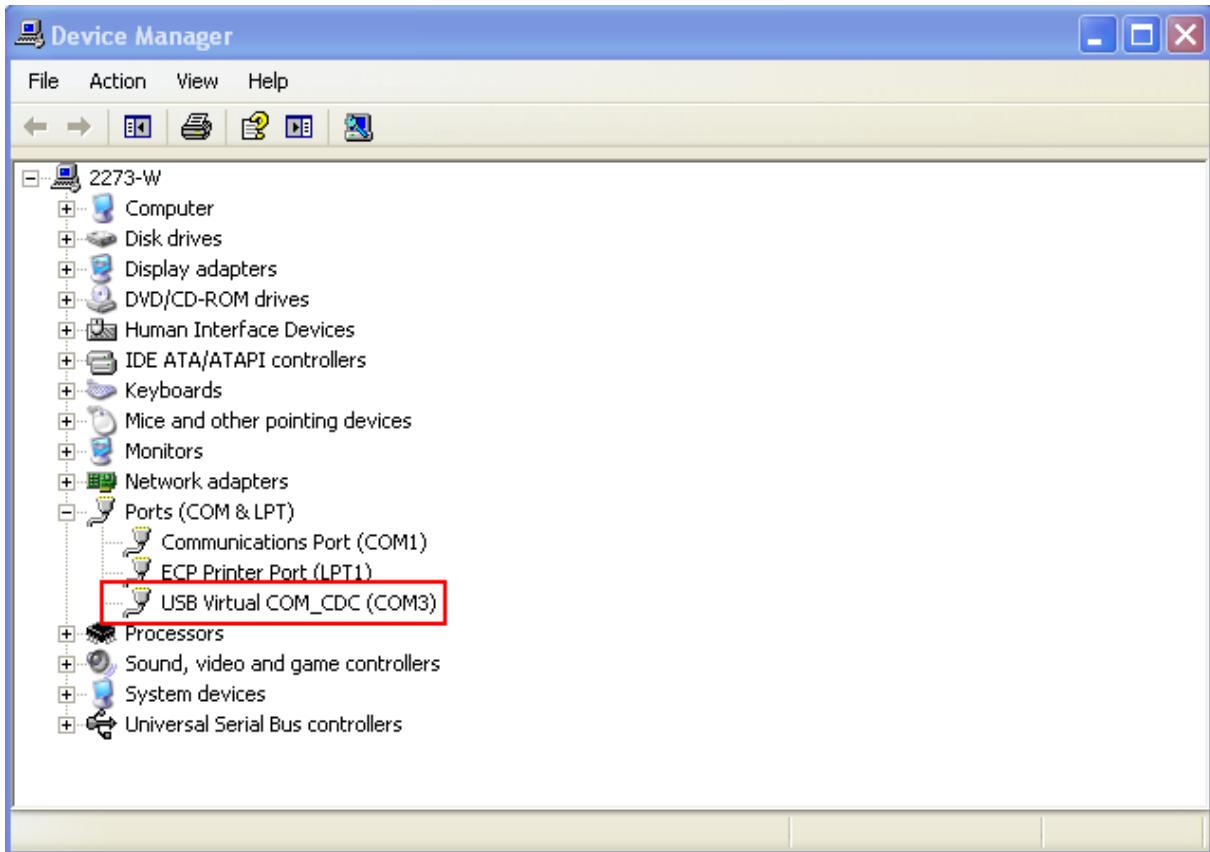 Device Manager
File Action View Help
2273-W
Computer
Disk drives
Display adapters
DVD/CD-ROM drives
Human Interface Devices
IDE ATA/ATAPI controllers
Keyboards
Mice and other pointing devices
Monitors
Network adapters
Ports (COM & LPT)
Communications Port (COM1)
ECP Printer Port (LPT1)
USB Virtual COM_CDC (COM3)
Processors
Sound, video and game controllers
System devices
Universal Serial Bus controllers